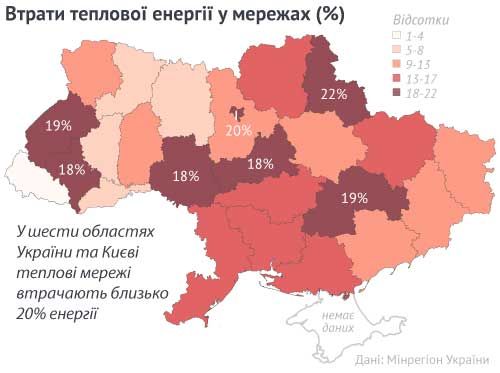 Втрати теплової енергії у мережах (%)
Відсотки
1-4
5-8
9-13
13-17
18-22
22%
19%
20%
18%
18%
18%
19%
У шести областях
України та Києві
теплові мережі
втрачають близько
20% енергії
немає
даних
Дані: Мінрегіон України